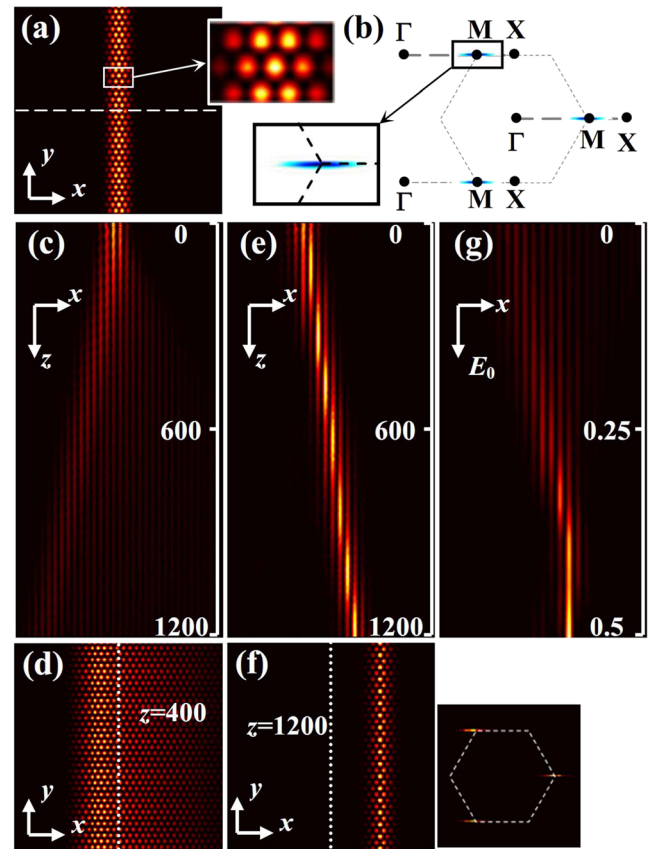 (a)
y
x
(b)
Γ M X
Γ M X
Γ M X
(c)
0
x
z
600
1200
(e)
0
x
z
600
1200
(g)
0
x
E₀
0.25
0.5
(d)
z=400
y
x
(f)
z=1200
y
x